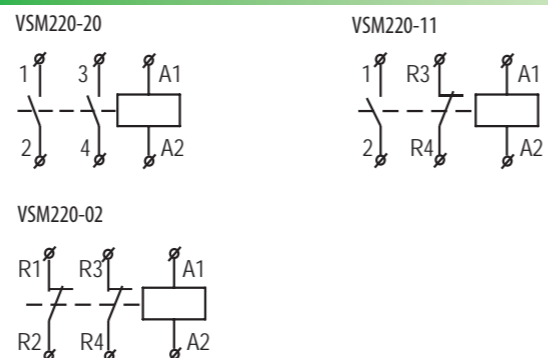 VSM220-20
1 3 A1
2 4 A2
VSM220-11
1 R3 A1
2 R4 A2
VSM220-02
R1 R3 A1
R2 R4 A2